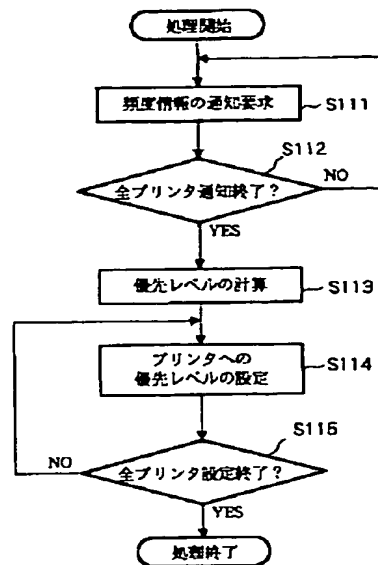 処理開始
頻度情報の通知要求
S111
S112
全プリンタ通知終了?
NO
YES
優先レベルの計算
S113
プリンタへの
優先レベルの設定
S114
S115
全プリンタ設定終了?
NO
YES
処理終了